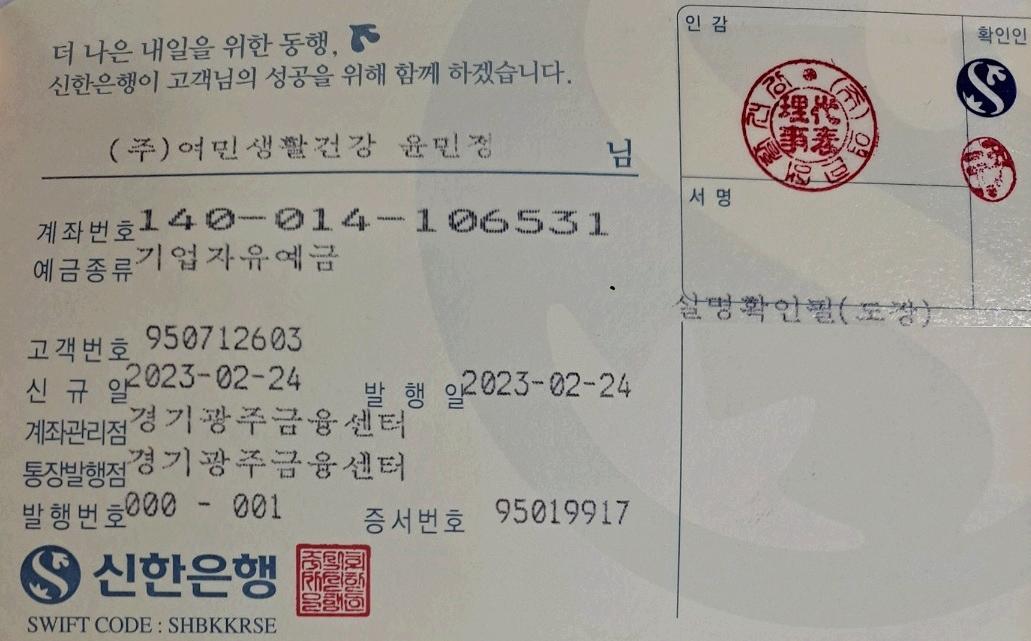 더 나은 내일을 위한 동행,
신한은행이 고객님의 성공을 위해 함께 하겠습니다.
(주)여민생활건강 윤민정 님
계좌번호 140-014-106531
예금종류 기업자유예금
고객번호 950712603
신 규 일 2023-02-24 발 행 일 2023-02-24
계좌관리점 경기광주금융센터
통장발행점 경기광주금융센터
발행번호 000 - 001 증서번호 95019917
신한은행
SWIFT CODE : SHBKKRSE
인 감
확인인
代表
理事
서 명
실명확인필(도장)